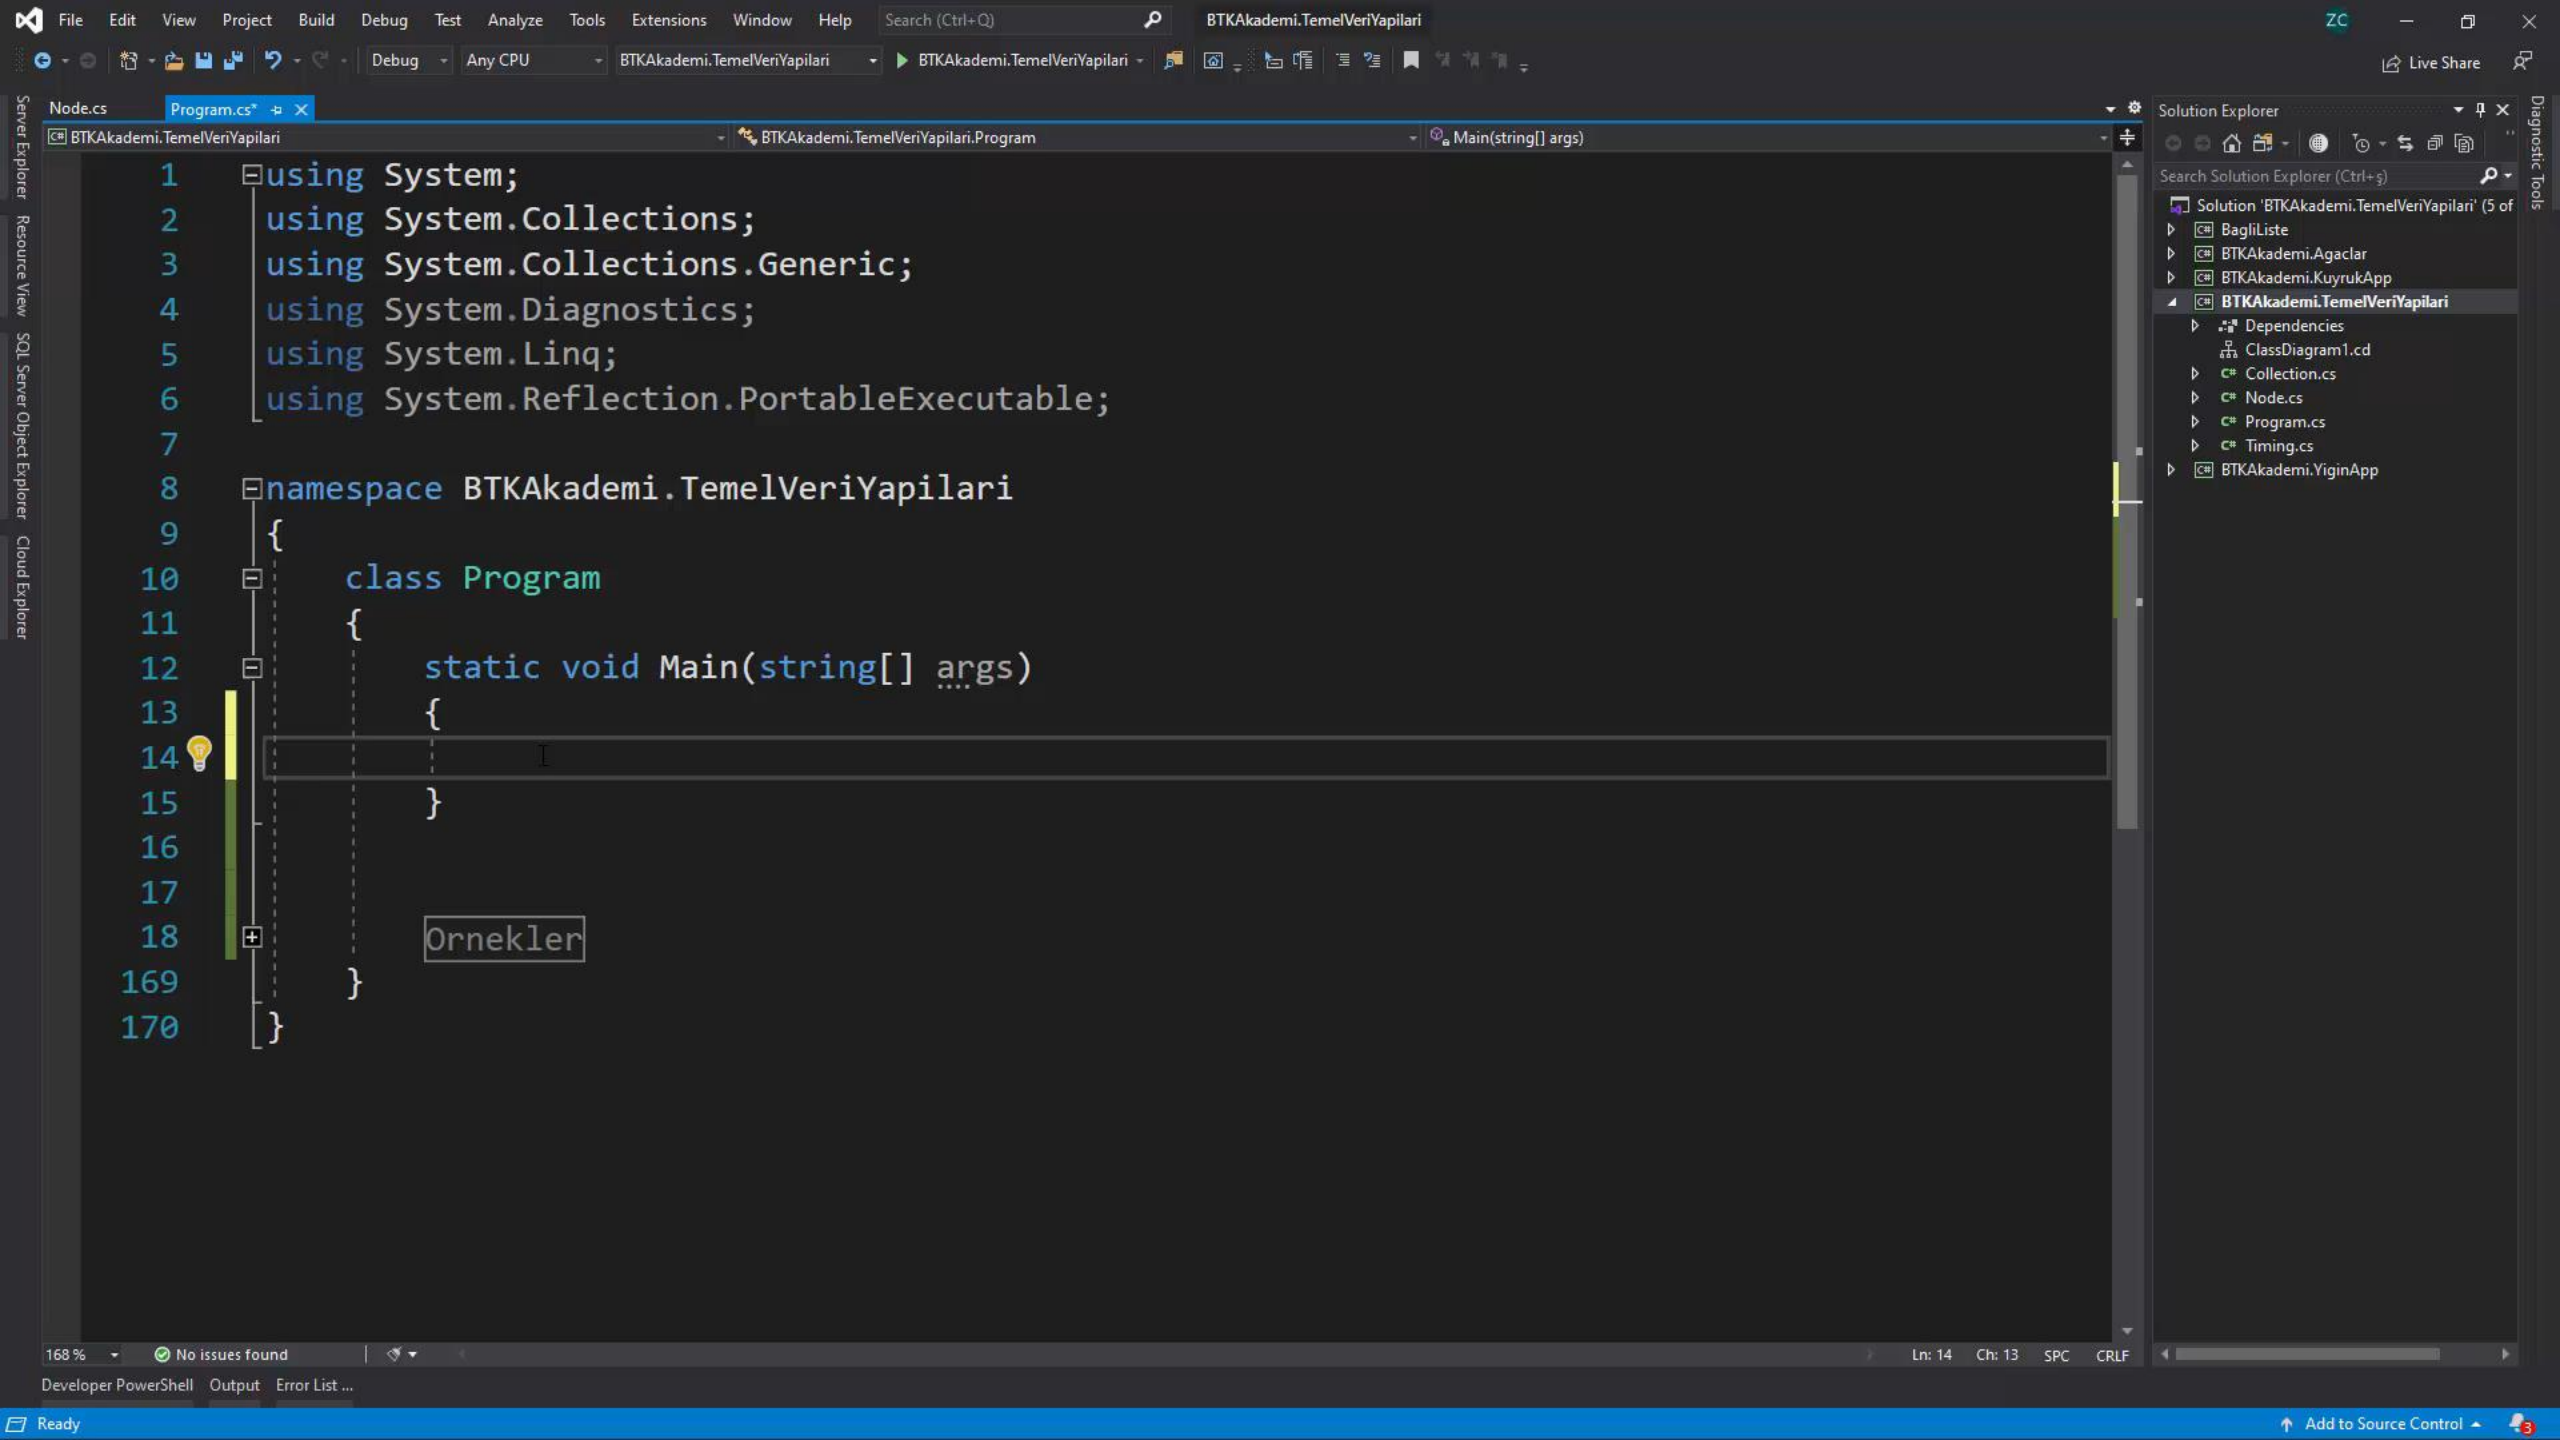 File Edit View Project Build Debug Test Analyze Tools Extensions Window Help Search (Ctrl+Q) BTKAkademi.TemelVeriYapilari ZC
Debug Any CPU BTKAkademi.TemelVeriYapilari BTKAkademi.TemelVeriYapilari Live Share
Server Explorer
Resource View
SQL Server Object Explorer
Cloud Explorer
Node.cs Program.cs*
BTKAkademi.TemelVeriYapilari BTKAkademi.TemelVeriYapilari.Program Main(string[] args)
1 using System;
2 using System.Collections;
3 using System.Collections.Generic;
4 using System.Diagnostics;
5 using System.Linq;
6 using System.Reflection.PortableExecutable;
7
8 namespace BTKAkademi.TemelVeriYapilari
9 {
10 class Program
11 {
12 static void Main(string[] args)
13 {
14
15 }
16
17
18 Ornekler
169 }
170 }
Solution Explorer
Search Solution Explorer (Ctrl+ş)
Solution 'BTKAkademi.TemelVeriYapilari' (5 of
BagliListe
BTKAkademi.Agaclar
BTKAkademi.KuyrukApp
BTKAkademi.TemelVeriYapilari
Dependencies
ClassDiagram1.cd
C# Collection.cs
C# Node.cs
C# Program.cs
C# Timing.cs
BTKAkademi.YiginApp
Diagnostic Tools
168 % No issues found Ln: 14 Ch: 13 SPC CRLF
Developer PowerShell Output Error List ...
Ready Add to Source Control 3